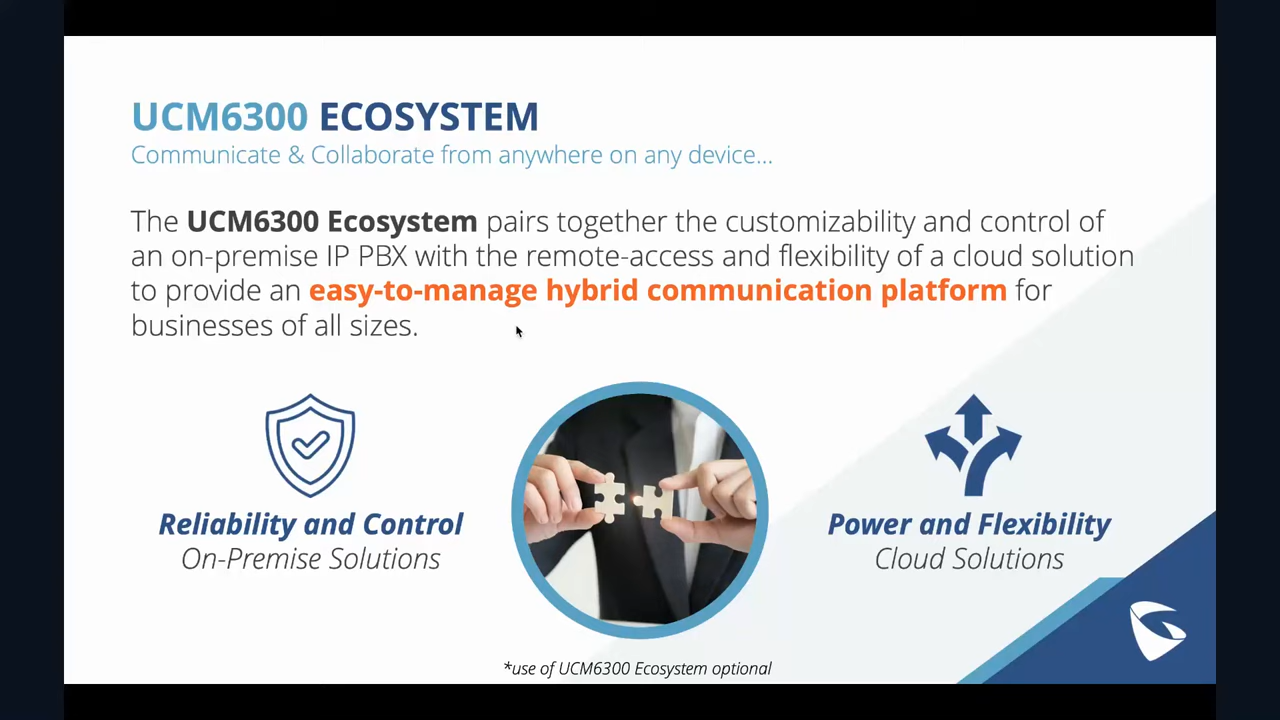 UCM6300 ECOSYSTEM
Communicate & Collaborate from anywhere on any device...
The UCM6300 Ecosystem pairs together the customizability and control of
an on-premise IP PBX with the remote-access and flexibility of a cloud solution
to provide an easy-to-manage hybrid communication platform for
businesses of all sizes.
Reliability and Control
On-Premise Solutions
Power and Flexibility
Cloud Solutions
*use of UCM6300 Ecosystem optional